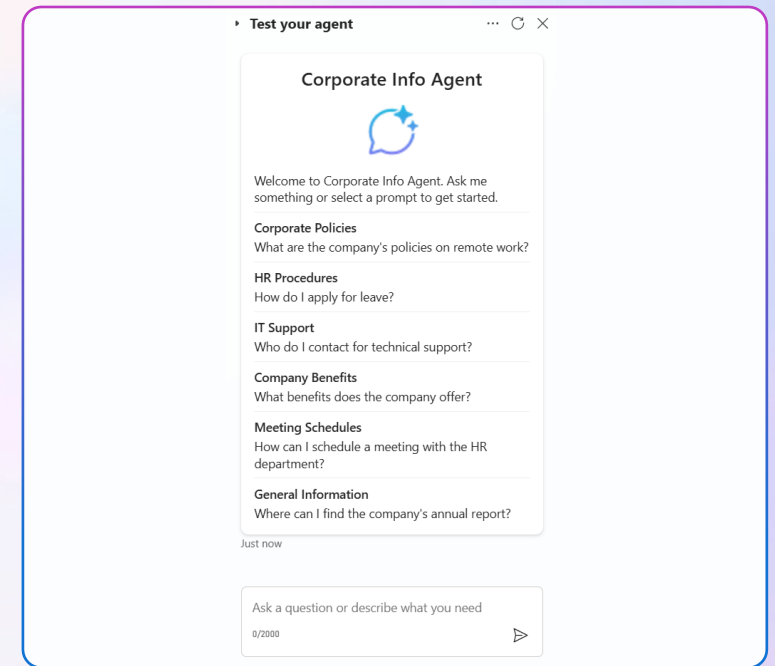 Test your agent
Corporate Info Agent
Welcome to Corporate Info Agent. Ask me
something or select a prompt to get started.
Corporate Policies
What are the company's policies on remote work?
HR Procedures
How do I apply for leave?
IT Support
Who do I contact for technical support?
Company Benefits
What benefits does the company offer?
Meeting Schedules
How can I schedule a meeting with the HR
department?
General Information
Where can I find the company's annual report?
Just now
Ask a question or describe what you need
0/2000